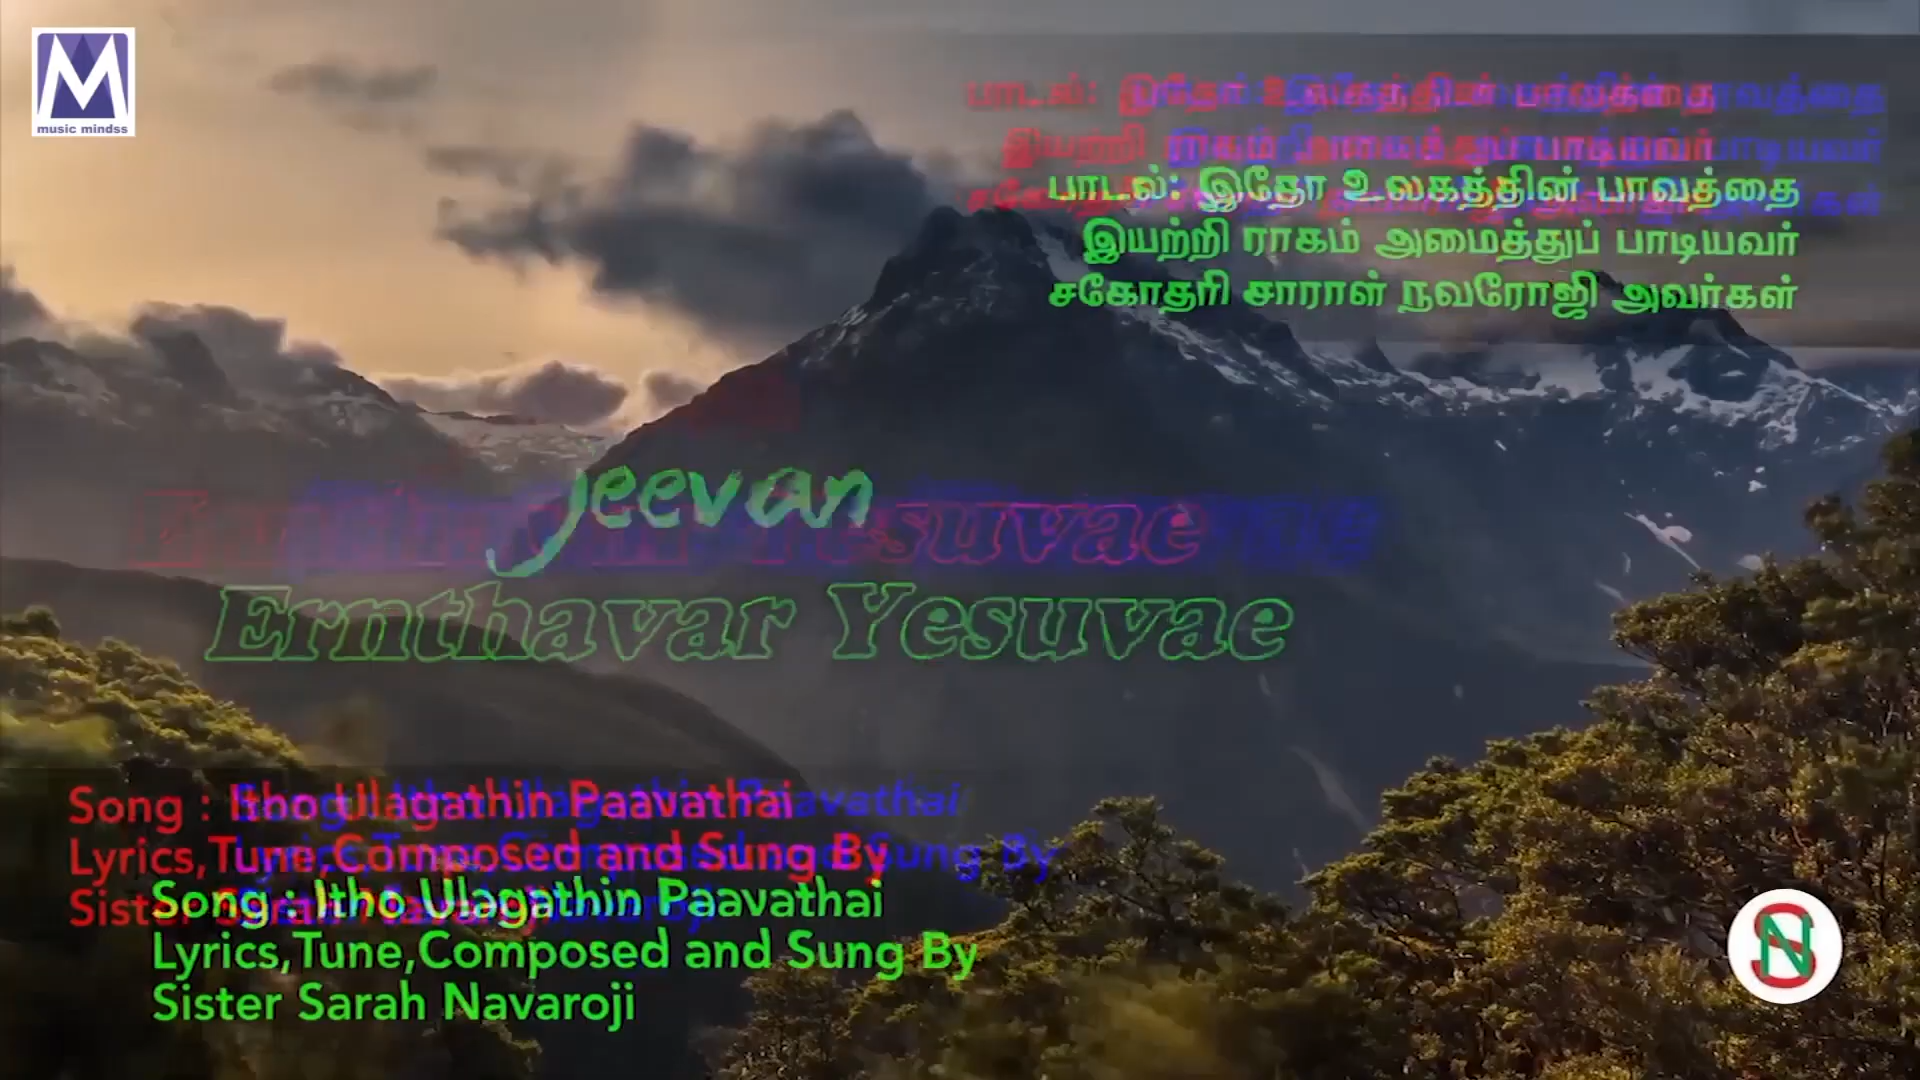 music mindss
பாடல்: இதோ உலகத்தின் பாவத்தை
இயற்றி ராகம் அமைத்துப் பாடியவர்
சகோதரி சாராள் நவரோஜி அவர்கள்
Jeevan
Ernthavar Yesuvae
Song : Itho Ulagathin Paavathai
Lyrics,Tune,Composed and Sung By
Sister Sarah Navaroji
SN